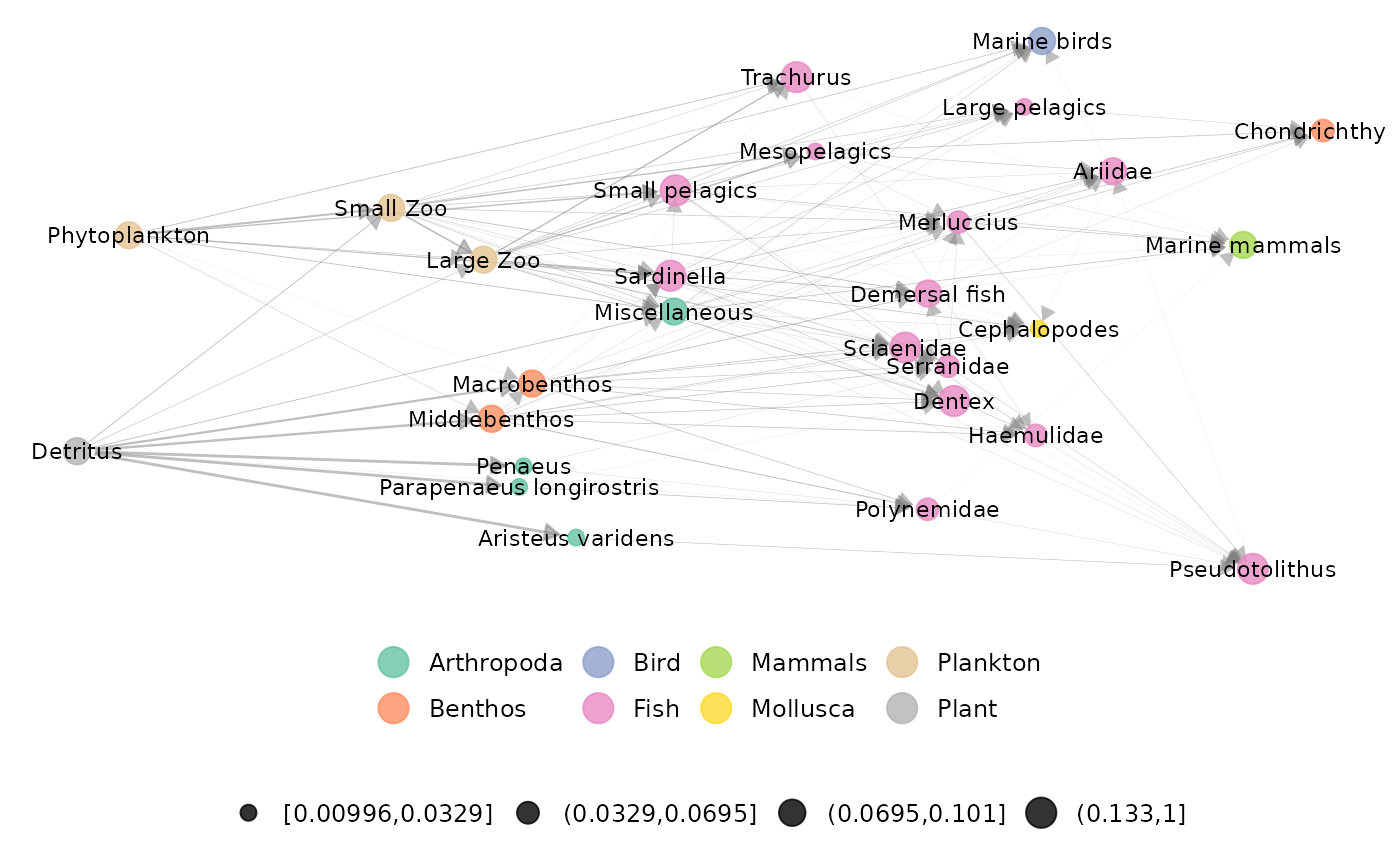 Marine birds
Trachurus
Large pelagics
Chondrichthy
Mesopelagics
Ariidae
Small pelagics
Small Zoo
Merluccius
Phytoplankton
Marine mammals
Large Zoo
Sardinella
Demersal fish
Miscellaneous
Cephalopodes
Sciaenidae
Serranidae
Macrobenthos
Dentex
Middlebenthos
Haemulidae
Detritus
Penaeus
Parapenaeus longirostris
Polynemidae
Aristeus varidens
Pseudotolithus
Arthropoda Bird Mammals Plankton
Benthos Fish Mollusca Plant
[0.00996,0.0329] (0.0329,0.0695] (0.0695,0.101] (0.133,1]